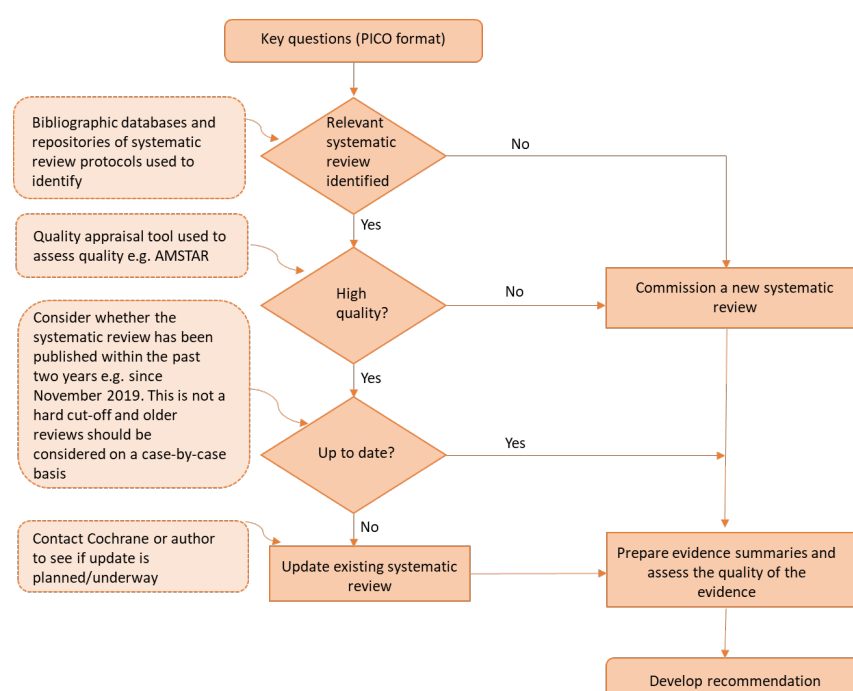 Key questions (PICO format)
Bibliographic databases and
repositories of systematic
review protocols used to
identify
Relevant
systematic
review
identified
No
Yes
Quality appraisal tool used to
assess quality e.g. AMSTAR
High
quality?
No
Commission a new systematic
review
Consider whether the
systematic review has been
published within the past
two years e.g. since
November 2019. This is not a
hard cut-off and older
reviews should be
considered on a case-by-case
basis
Yes
Up to date?
Yes
No
Contact Cochrane or author
to see if update is
planned/underway
Update existing systematic
review
Prepare evidence summaries and
assess the quality of the
evidence
Develop recommendation